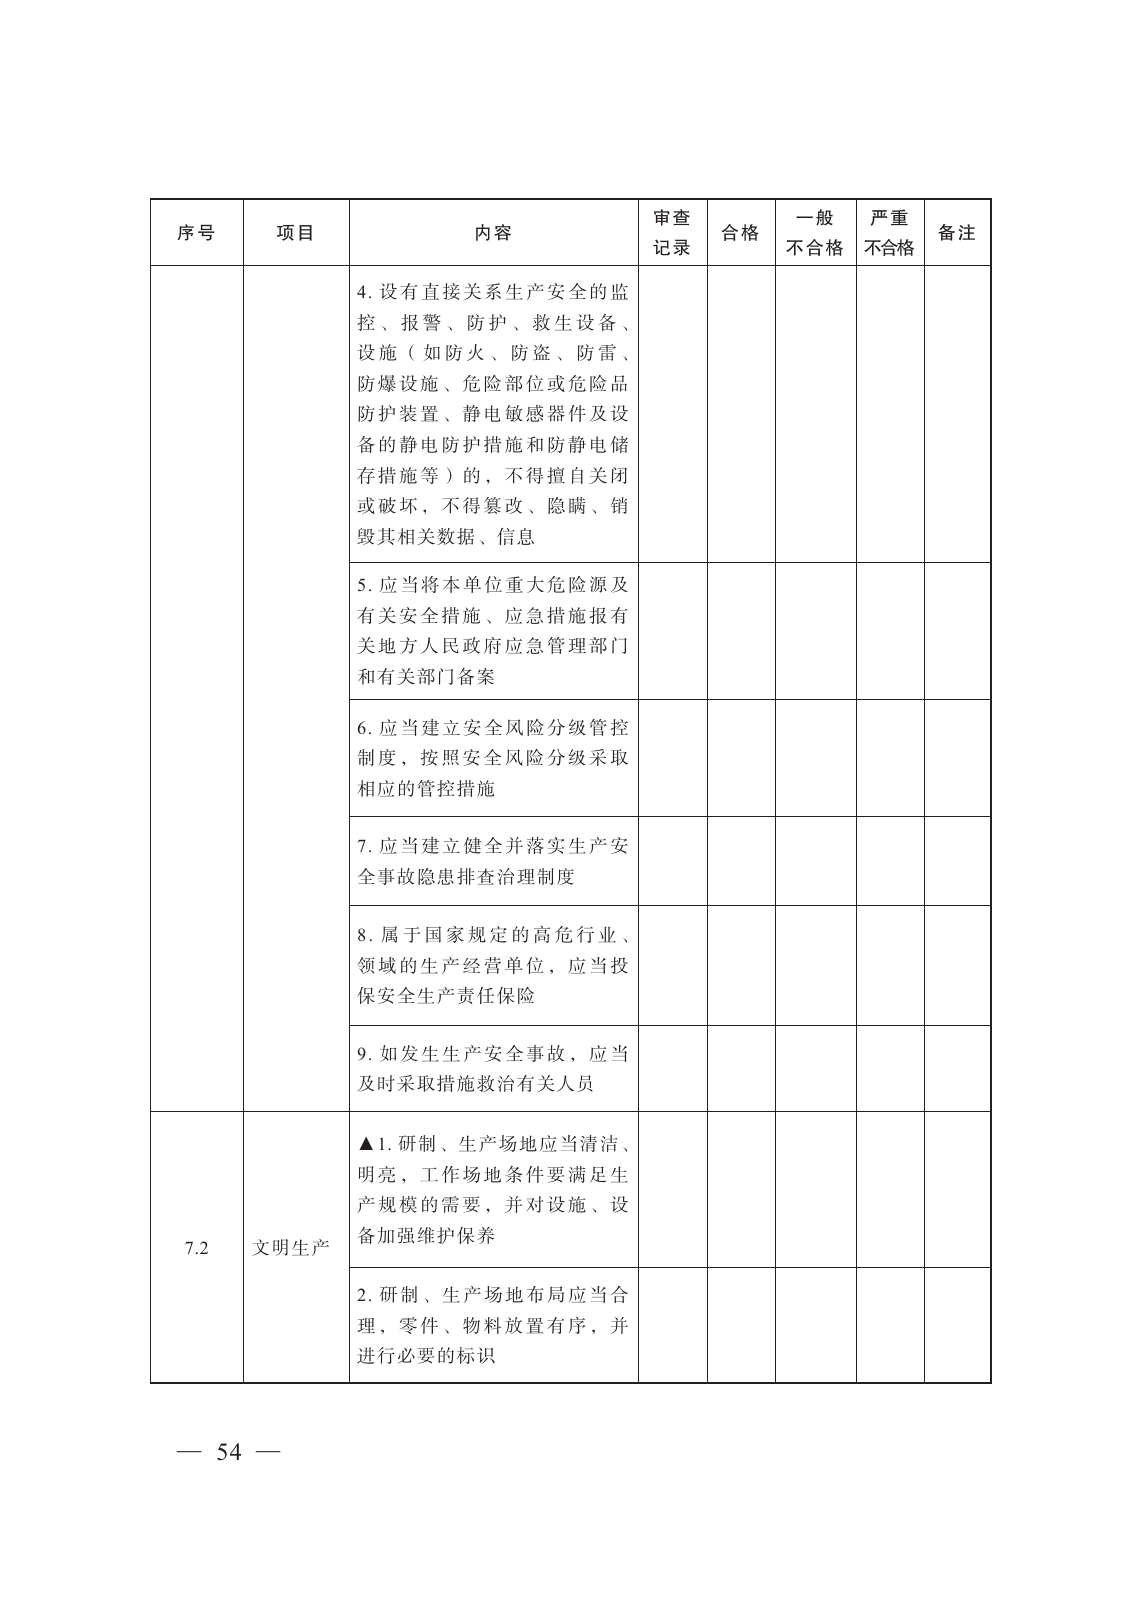 序号 项目 内容 审查记录 合格 一般不合格 严重不合格 备注
4. 设有直接关系生产安全的监
控、报警、防护、救生设备、
设施（如防火、防盗、防雷、
防爆设施、危险部位或危险品
防护装置、静电敏感器件及设
备的静电防护措施和防静电储
存措施等）的，不得擅自关闭
或破坏，不得篡改、隐瞒、销
毁其相关数据、信息
5. 应当将本单位重大危险源及
有关安全措施、应急措施报有
关地方人民政府应急管理部门
和有关部门备案
6. 应当建立安全风险分级管控
制度，按照安全风险分级采取
相应的管控措施
7. 应当建立健全并落实生产安
全事故隐患排查治理制度
8. 属于国家规定的高危行业、
领域的生产经营单位，应当投
保安全生产责任保险
9. 如发生生产安全事故，应当
及时采取措施救治有关人员
7.2
文明生产
▲1. 研制、生产场地应当清洁、
明亮，工作场地条件要满足生
产规模的需要，并对设施、设
备加强维护保养
2. 研制、生产场地布局应当合
理，零件、物料放置有序，并
进行必要的标识
— 54 —